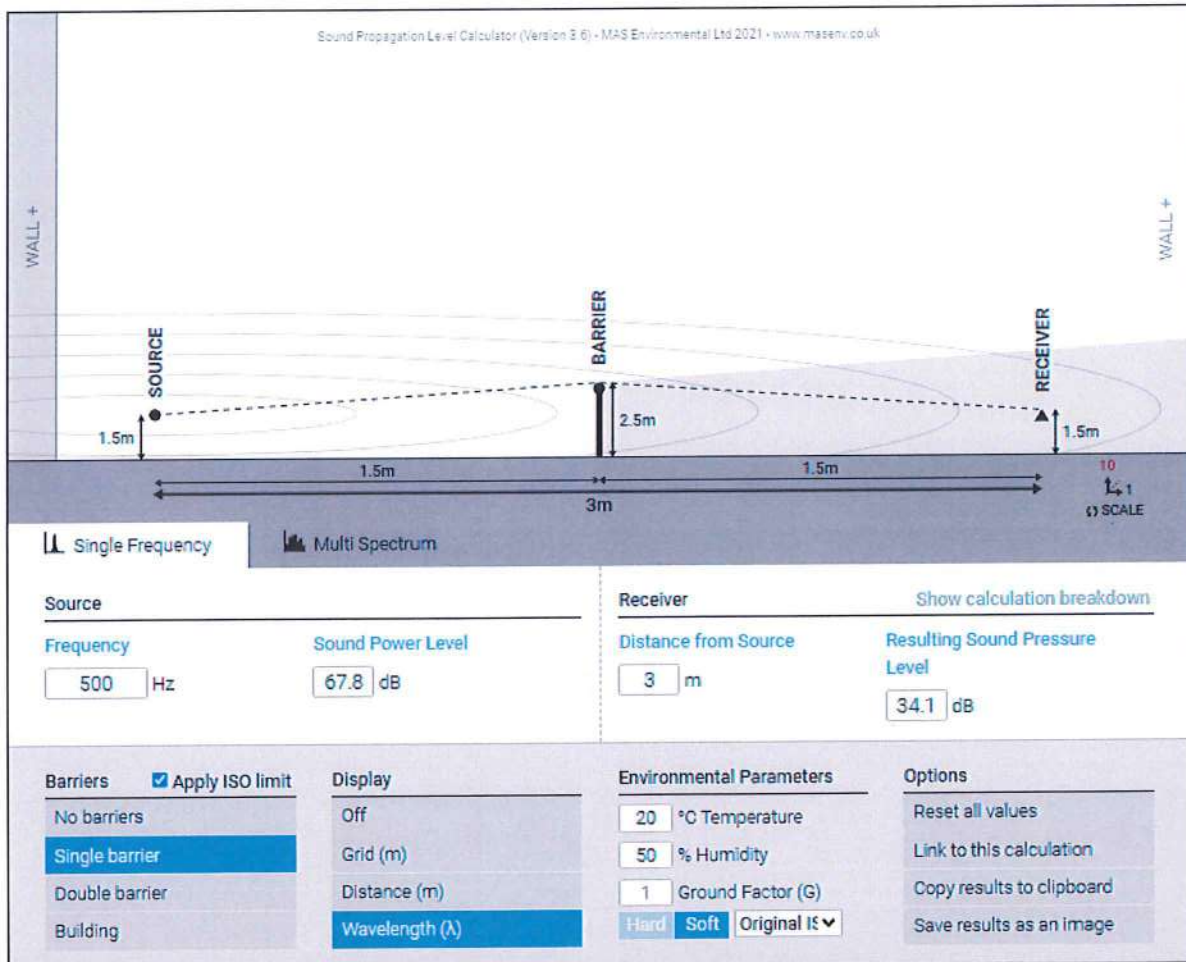 Sound Propagation Level Calculator (Version 3.6) - MAS Environmental Ltd 2021 - www.masenv.co.uk
WALL +
WALL +
SOURCE
BARRIER
RECEIVER
1.5m
2.5m
1.5m
1.5m
1.5m
10
1
3m
SCALE
Single Frequency
Multi Spectrum
Source
Receiver
Show calculation breakdown
Frequency
Sound Power Level
Distance from Source
Resulting Sound Pressure
Level
500 Hz
67.8 dB
3 m
34.1 dB
Barriers
Apply ISO limit
Display
Environmental Parameters
Options
No barriers
Off
20 °C Temperature
Reset all values
Single barrier
Grid (m)
50 % Humidity
Link to this calculation
Double barrier
Distance (m)
1 Ground Factor (G)
Copy results to clipboard
Building
Wavelength (λ)
Hard Soft Original IS
Save results as an image